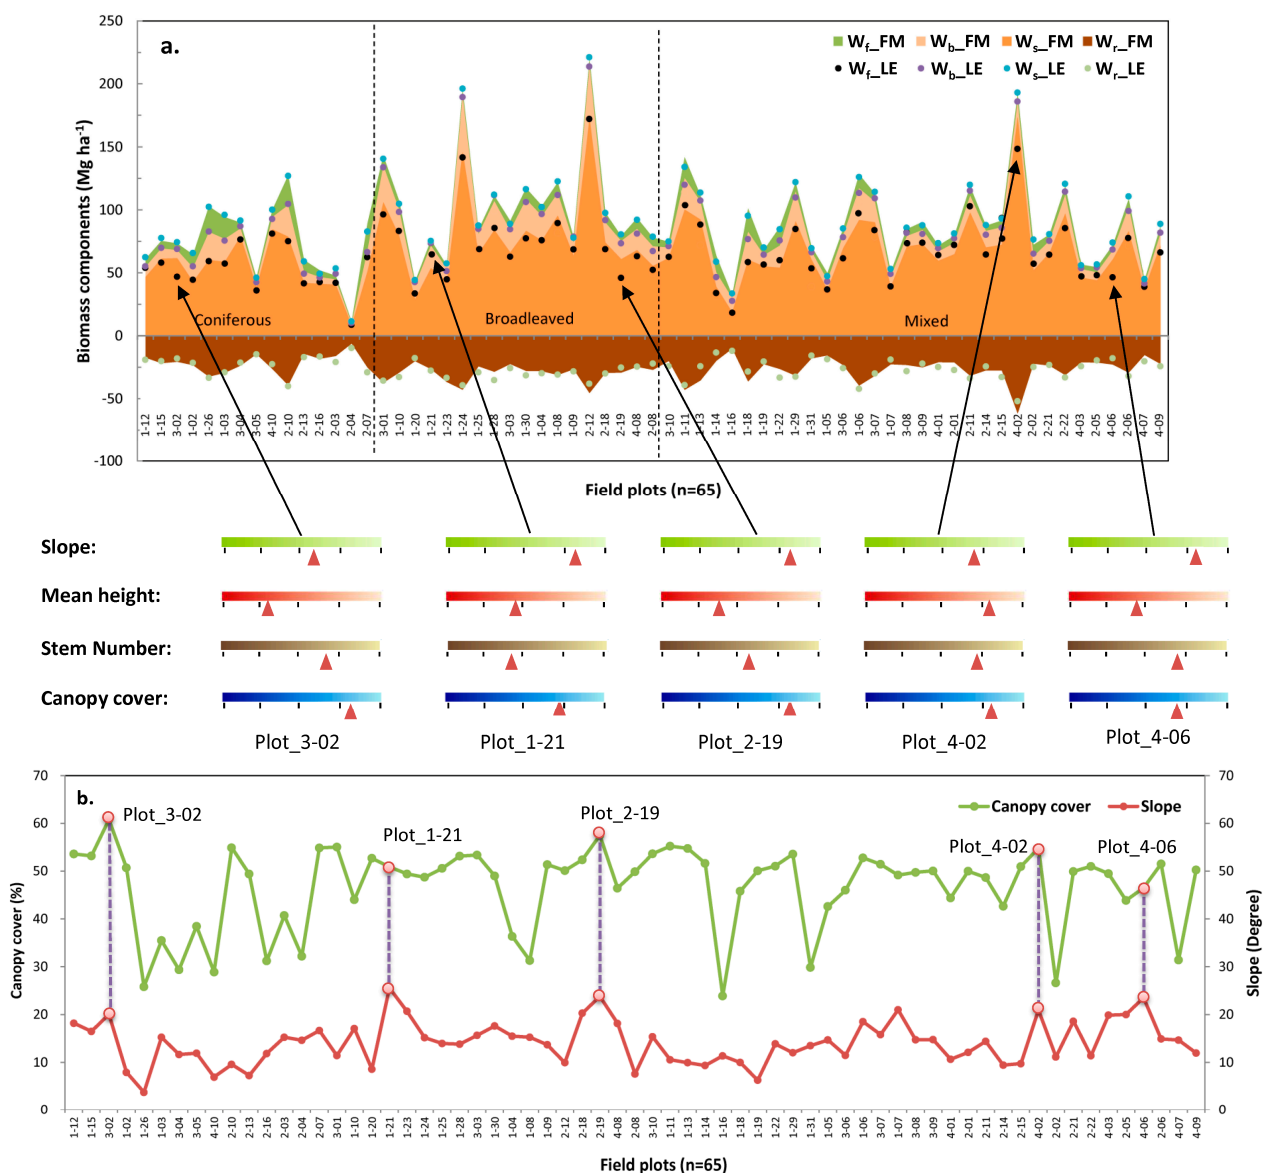 a.
W_f_FM W_b_FM W_s_FM W_r_FM
W_f_LE W_b_LE W_s_LE W_r_LE
250
200
150
100
50
0
-50
-100
Biomass components (Mg ha⁻¹)
Coniferous Broadleaved Mixed
1-12 1-15 3-02 1-02 1-26 1-03 3-04 3-05 4-10 2-10 2-13 2-16 2-03 2-04 2-07 3-01 1-10 1-20 1-21 1-23 1-24 1-25 1-28 3-03 1-30 1-04 1-08 1-09 2-12 2-18 2-19 4-08 2-08 3-10 1-11 1-13 1-14 1-16 1-18 1-19 1-22 1-29 1-31 1-05 3-06 1-06 3-07 1-07 3-08 3-09 4-01 2-01 2-11 2-14 2-15 4-02 2-02 2-21 2-22 4-03 2-05 4-06 2-06 4-07 4-09
Field plots (n=65)
Slope:
Mean height:
Stem Number:
Canopy cover:
Plot_3-02 Plot_1-21 Plot_2-19 Plot_4-02 Plot_4-06
b.
Canopy cover Slope
Plot_3-02 Plot_1-21 Plot_2-19 Plot_4-02 Plot_4-06
70 70
60 60
50 50
40 40
30 30
20 20
10 10
0 0
Canopy cover (%)
Slope (Degree)
1-12 1-15 3-02 1-02 1-26 1-03 3-04 3-05 4-10 2-10 2-13 2-16 2-03 2-04 2-07 3-01 1-10 1-20 1-21 1-23 1-24 1-25 1-28 3-03 1-30 1-04 1-08 1-09 2-12 2-18 2-19 4-08 2-08 3-10 1-11 1-13 1-14 1-16 1-18 1-19 1-22 1-29 1-31 1-05 3-06 1-06 3-07 1-07 3-08 3-09 4-01 2-01 2-11 2-14 2-15 4-02 2-02 2-21 2-22 4-03 4-05 4-06 2-06 4-07 4-09
Field plots (n=65)